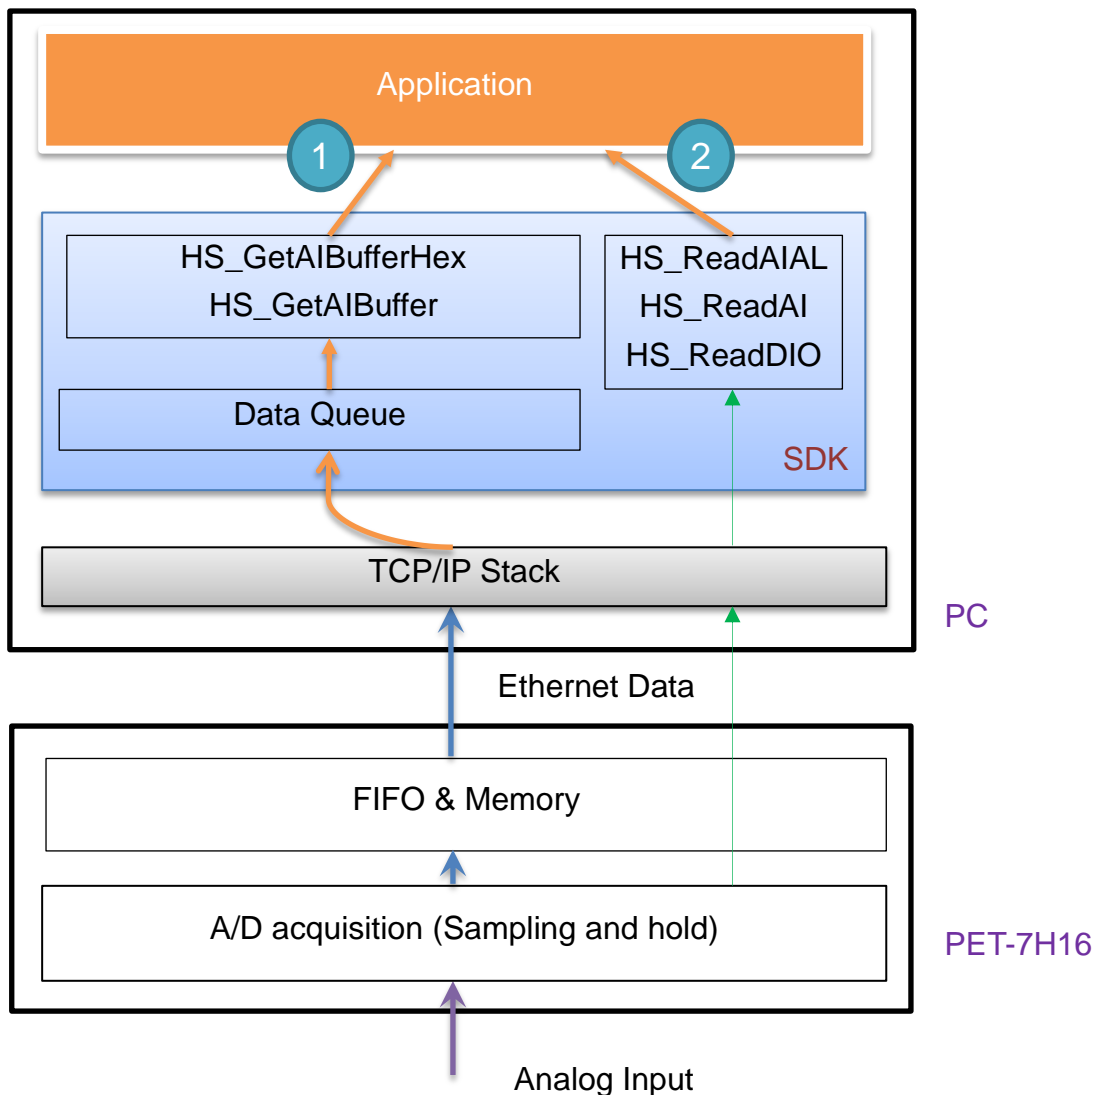 Application
1
2
HS_GetAIBufferHex
HS_GetAIBuffer
HS_ReadAIAL
HS_ReadAI
HS_ReadDIO
Data Queue
SDK
TCP/IP Stack
PC
Ethernet Data
FIFO & Memory
A/D acquisition (Sampling and hold)
PET-7H16
Analog Input